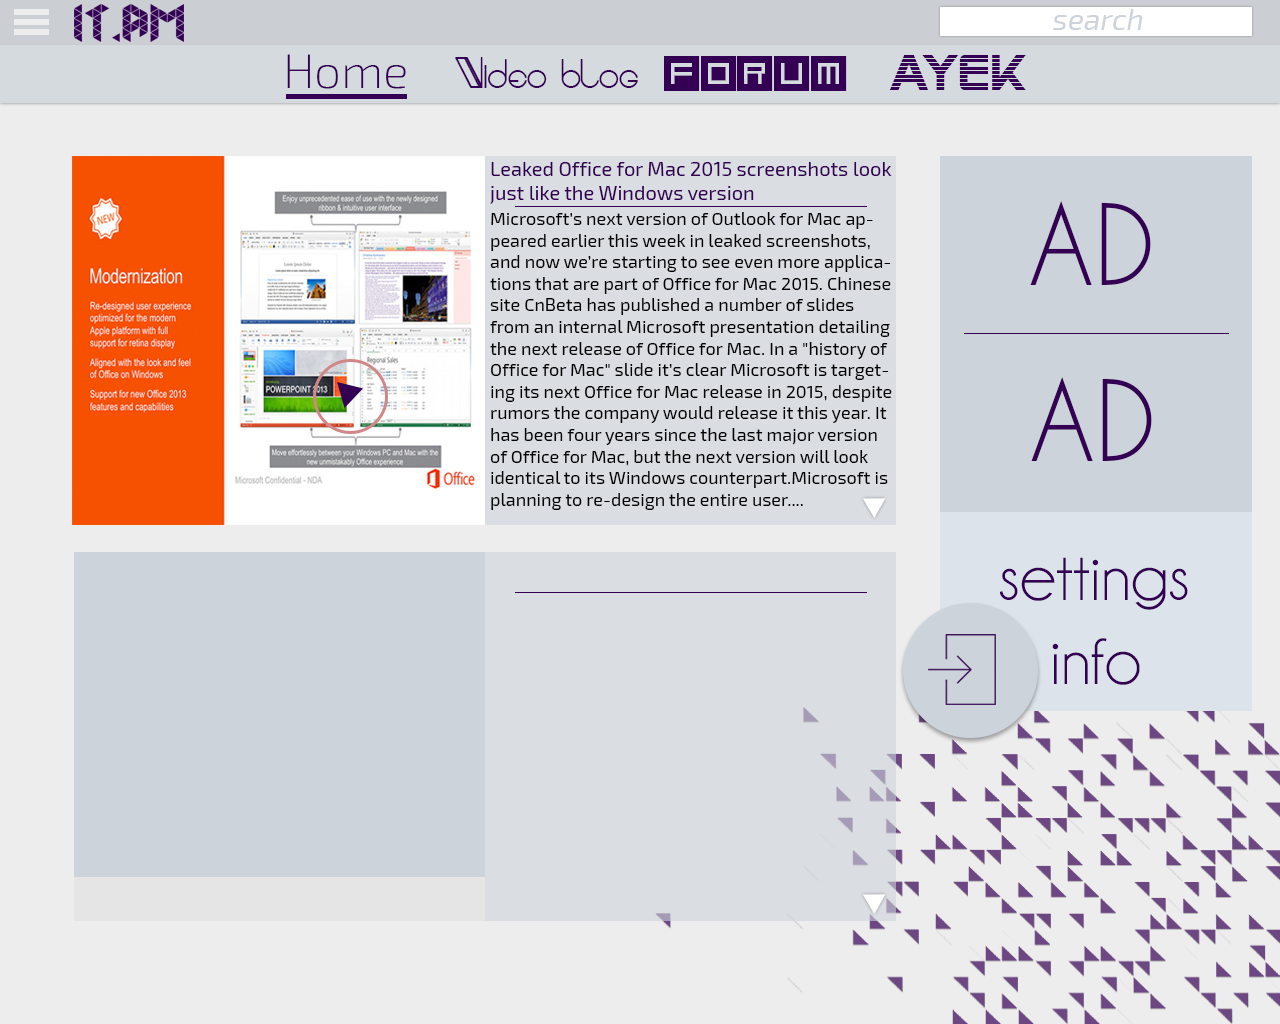 IT.AM
search
Home
Video blog
FORUM
AYEK
NEW
Modernization
Re-designed user experience
optimized for the modern
Apple platform with full
support for retina display
Aligned with the look and feel
of Office on Windows
Support for new Office 2013
features and capabilities
Enjoy unprecedented ease of use with the newly designed
ribbon & intuitive user interface
Regional Sales
POWERPOINT 2013
Move effortlessly between your Windows PC and Mac with the
new unmistakably Office experience
Microsoft Confidential - NDA
Office
Leaked Office for Mac 2015 screenshots look
just like the Windows version
Microsoft's next version of Outlook for Mac ap-
peared earlier this week in leaked screenshots,
and now we're starting to see even more applica-
tions that are part of Office for Mac 2015. Chinese
site CnBeta has published a number of slides
from an internal Microsoft presentation detailing
the next release of Office for Mac. In a "history of
Office for Mac" slide it's clear Microsoft is target-
ing its next Office for Mac release in 2015, despite
rumors the company would release it this year. It
has been four years since the last major version
of Office for Mac, but the next version will look
identical to its Windows counterpart.Microsoft is
planning to re-design the entire user....
AD
AD
settings
info